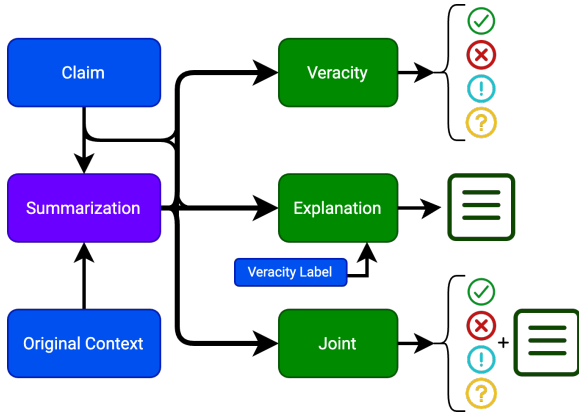 Claim
Veracity
!
?
Summarization
Explanation
Veracity Label
Original Context
Joint
!
+
?